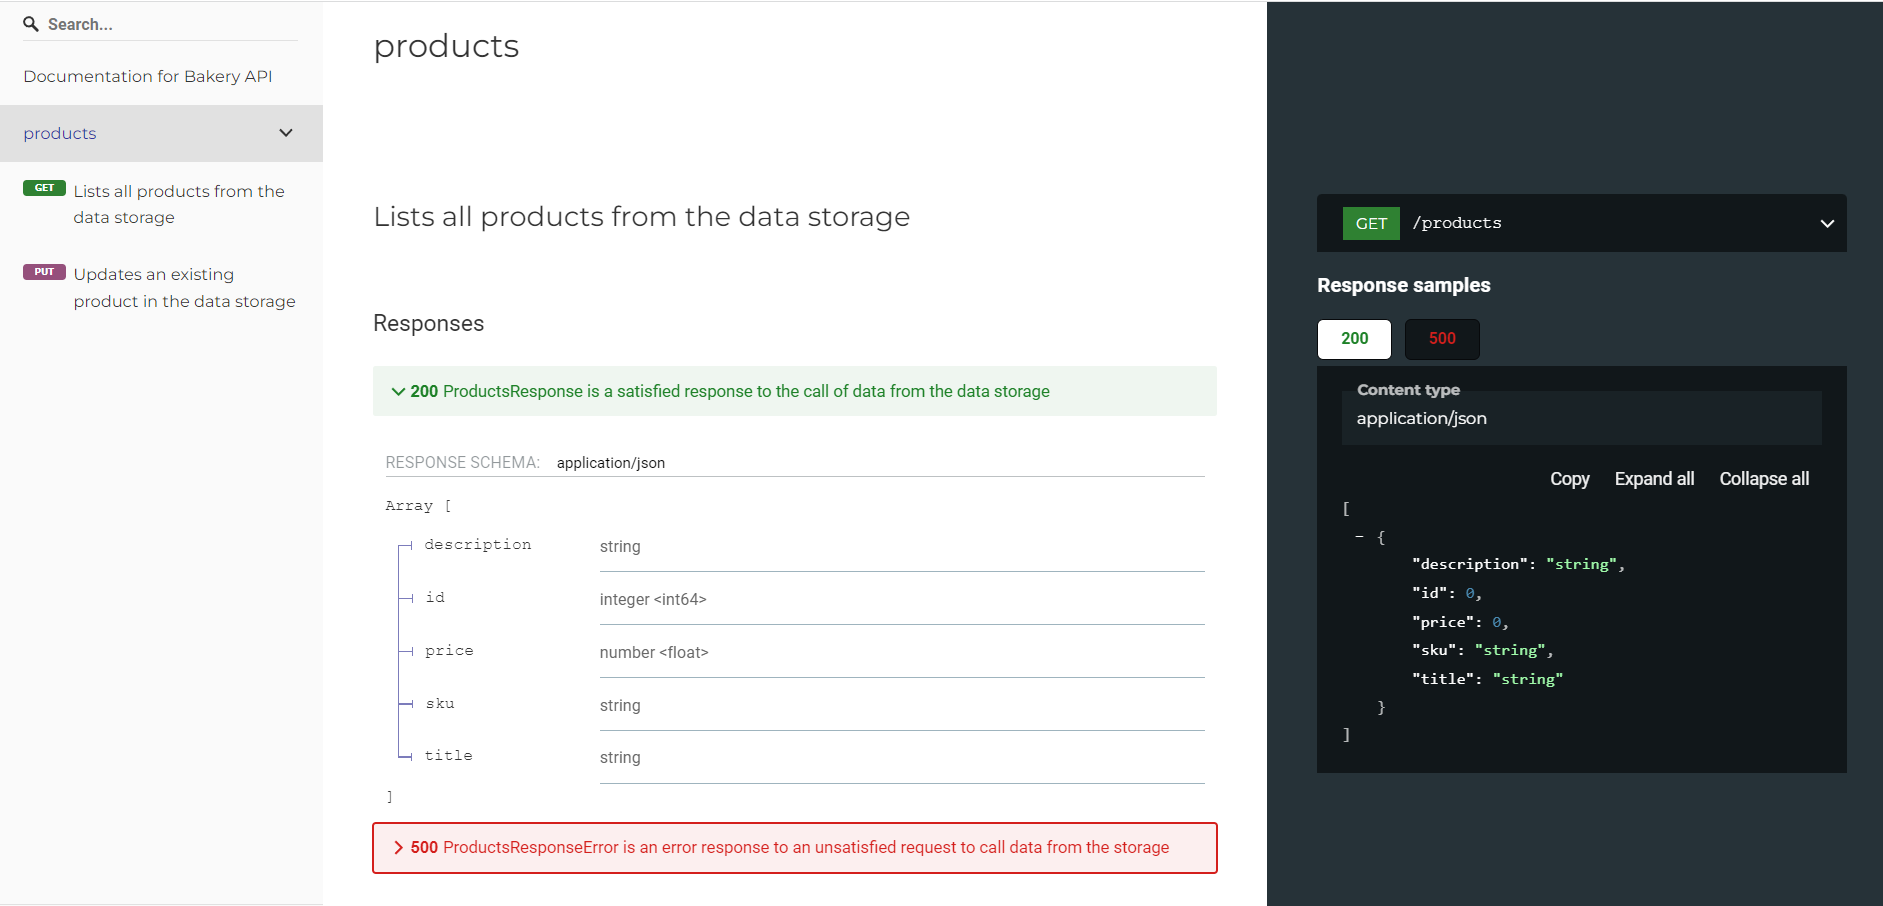 Search...
Documentation for Bakery API
products
GET Lists all products from the
data storage
PUT Updates an existing
product in the data storage
products
Lists all products from the data storage
Responses
200 ProductsResponse is a satisfied response to the call of data from the data storage
RESPONSE SCHEMA: application/json
Array [
description string
id integer <int64>
price number <float>
sku string
title string
]
500 ProductsResponseError is an error response to an unsatisfied request to call data from the storage
GET /products
Response samples
200 500
Content type
application/json
Copy Expand all Collapse all
[
- {
"description": "string",
"id": 0,
"price": 0,
"sku": "string",
"title": "string"
}
]